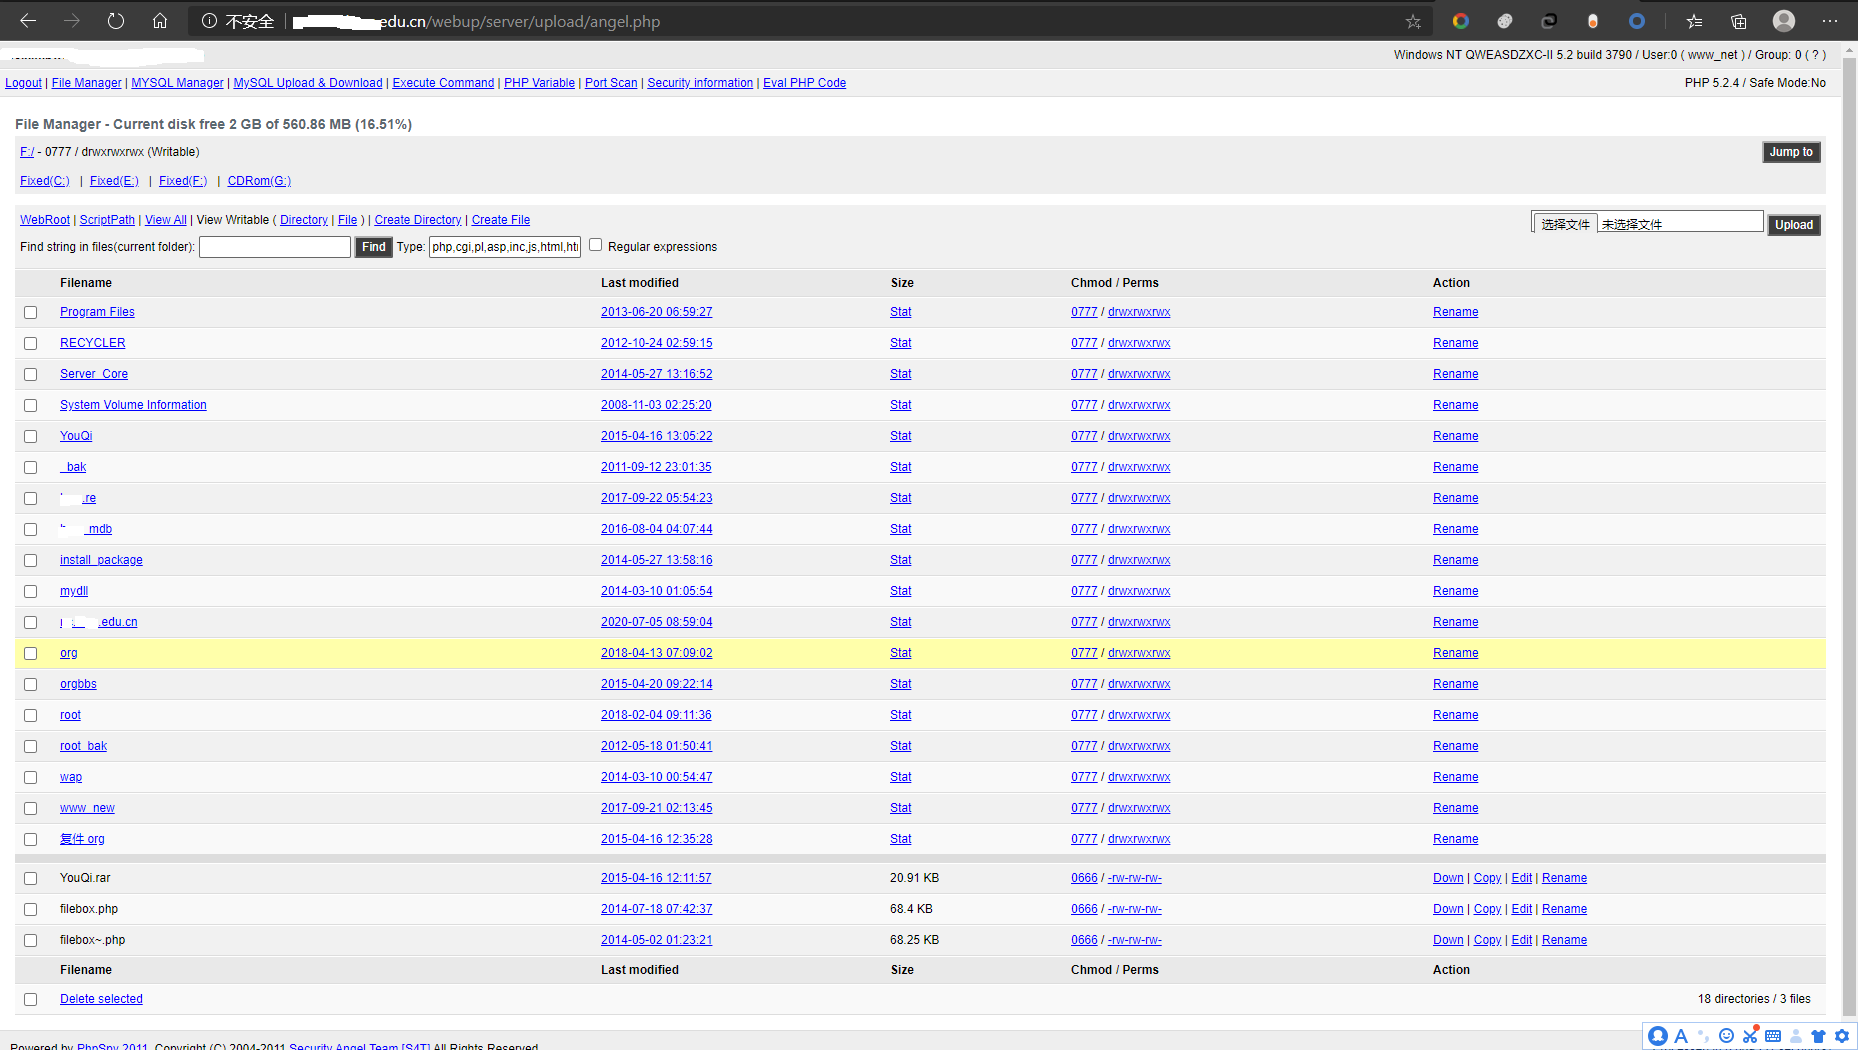 不安全 edu.cn/webup/server/upload/angel.php
Windows NT QWEASDZXC-II 5.2 build 3790 / User:0 ( www_net ) / Group: 0 ( ? )
Logout | File Manager | MYSQL Manager | MySQL Upload & Download | Execute Command | PHP Variable | Port Scan | Security information | Eval PHP Code PHP 5.2.4 / Safe Mode:No
File Manager - Current disk free 2 GB of 560.86 MB (16.51%)
F:/ - 0777 / drwxrwxrwx (Writable) Jump to
Fixed(C:) | Fixed(E:) | Fixed(F:) | CDRom(G:)
WebRoot | ScriptPath | View All | View Writable ( Directory | File ) | Create Directory | Create File 选择文件 未选择文件 Upload
Find string in files(current folder): Find Type: php,cgi,pl,asp,inc,js,html,ht Regular expressions
Filename Last modified Size Chmod / Perms Action
Program Files 2013-06-20 06:59:27 Stat 0777 / drwxrwxrwx Rename
RECYCLER 2012-10-24 02:59:15 Stat 0777 / drwxrwxrwx Rename
Server_Core 2014-05-27 13:16:52 Stat 0777 / drwxrwxrwx Rename
System Volume Information 2008-11-03 02:25:20 Stat 0777 / drwxrwxrwx Rename
YouQi 2015-04-16 13:05:22 Stat 0777 / drwxrwxrwx Rename
_bak 2011-09-12 23:01:35 Stat 0777 / drwxrwxrwx Rename
.re 2017-09-22 05:54:23 Stat 0777 / drwxrwxrwx Rename
_mdb 2016-08-04 04:07:44 Stat 0777 / drwxrwxrwx Rename
install_package 2014-05-27 13:58:16 Stat 0777 / drwxrwxrwx Rename
mydll 2014-03-10 01:05:54 Stat 0777 / drwxrwxrwx Rename
.edu.cn 2020-07-05 08:59:04 Stat 0777 / drwxrwxrwx Rename
org 2018-04-13 07:09:02 Stat 0777 / drwxrwxrwx Rename
orgbbs 2015-04-20 09:22:14 Stat 0777 / drwxrwxrwx Rename
root 2018-02-04 09:11:36 Stat 0777 / drwxrwxrwx Rename
root_bak 2012-05-18 01:50:41 Stat 0777 / drwxrwxrwx Rename
wap 2014-03-10 00:54:47 Stat 0777 / drwxrwxrwx Rename
www_new 2017-09-21 02:13:45 Stat 0777 / drwxrwxrwx Rename
复件 org 2015-04-16 12:35:28 Stat 0777 / drwxrwxrwx Rename
YouQi.rar 2015-04-16 12:11:57 20.91 KB 0666 / -rw-rw-rw- Down | Copy | Edit | Rename
filebox.php 2014-07-18 07:42:37 68.4 KB 0666 / -rw-rw-rw- Down | Copy | Edit | Rename
filebox~.php 2014-05-02 01:23:21 68.25 KB 0666 / -rw-rw-rw- Down | Copy | Edit | Rename
Filename Last modified Size Chmod / Perms Action
Delete selected 18 directories / 3 files
Powered by PhpSpy 2011. Copyright (C) 2004-2011 Security Angel Team [S4T] All Rights Reserved.